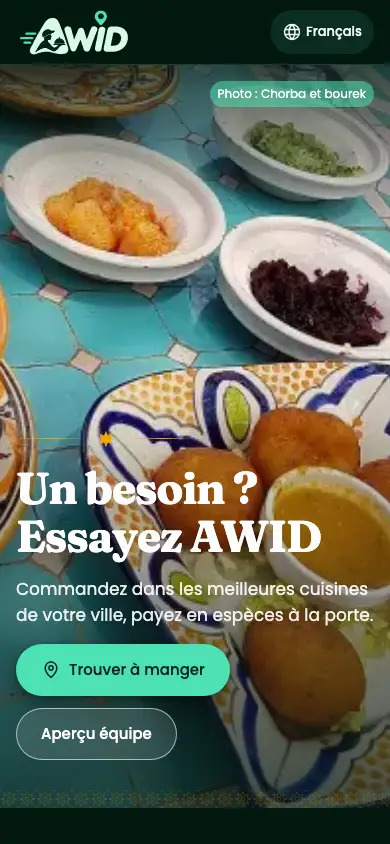 AWID
Français
Photo : Chorba et bourek
Un besoin ?
Essayez AWID
Commandez dans les meilleures cuisines
de votre ville, payez en espèces à la porte.
Trouver à manger
Aperçu équipe